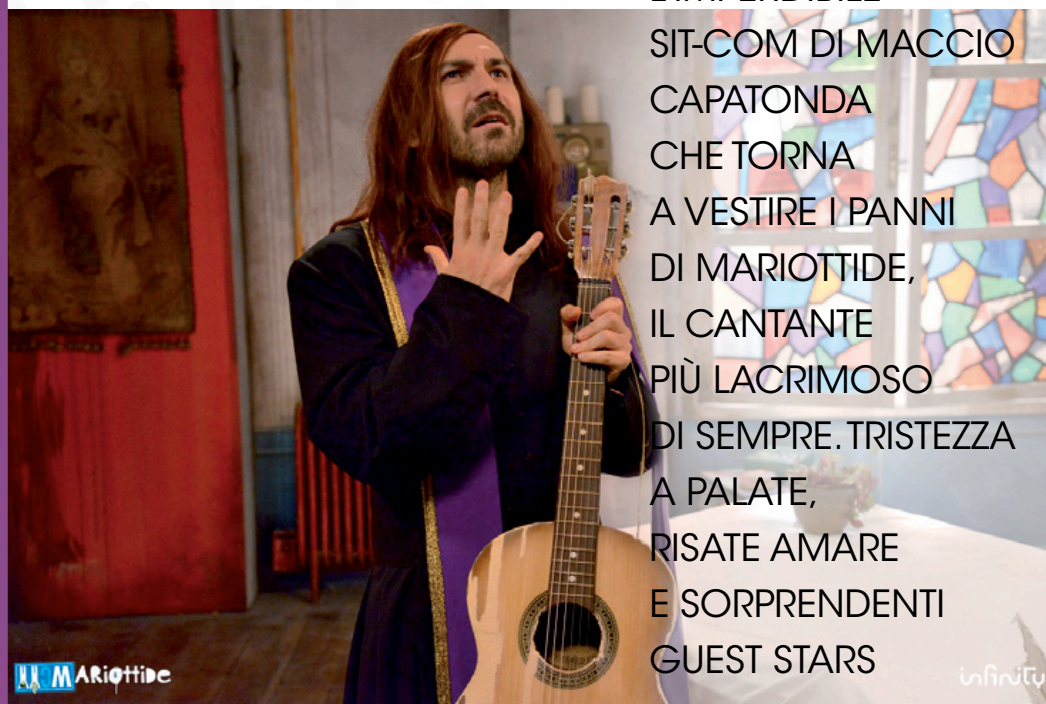 SIT-COM DI MACCIO
CAPATONDA
CHE TORNA
A VESTIRE I PANNI
DI MARIOTTIDE,
IL CANTANTE
PIÙ LACRIMOSO
DI SEMPRE. TRISTEZZA
A PALATE,
RISATE AMARE
E SORPRENDENTI
GUEST STARS
MARiottiDe
infinity